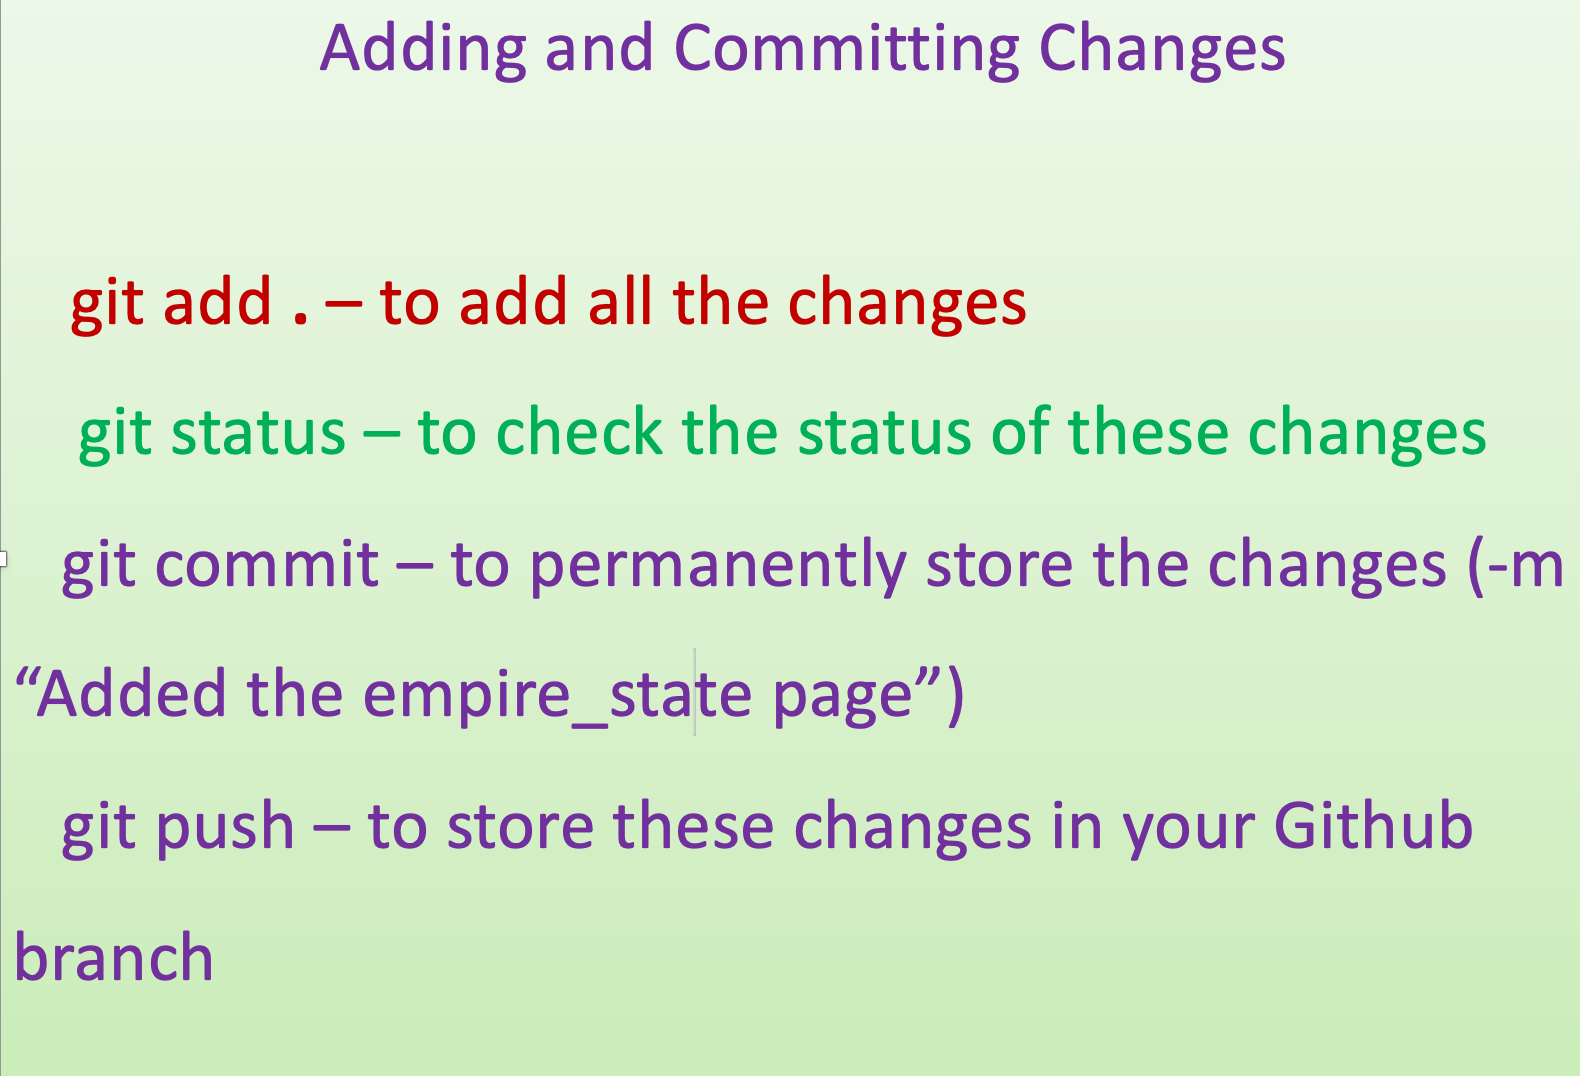 Adding and Committing Changes
git add . – to add all the changes
git status – to check the status of these changes
git commit – to permanently store the changes (-m
“Added the empire_state page”)
git push – to store these changes in your Github
branch